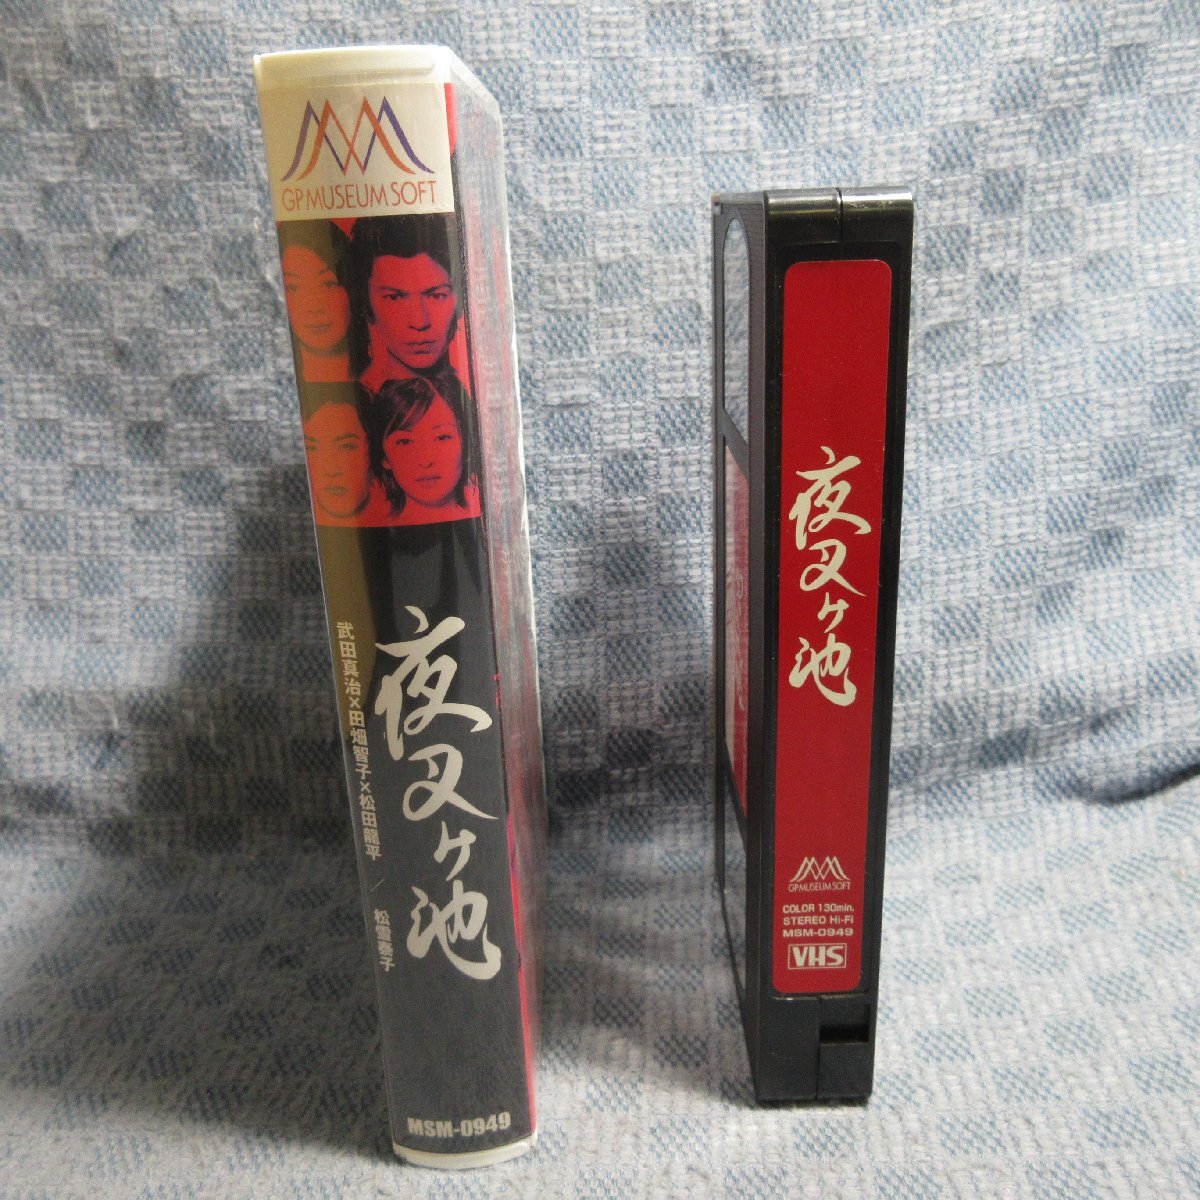 GP MUSEUM SOFT
夜叉ヶ池
武田真治×田畑智子×松田龍平 / 松雪泰子
MSM-0949
夜叉ヶ池
GP MUSEUM SOFT
COLOR 130min.
STEREO Hi-Fi
MSM-0949
VHS